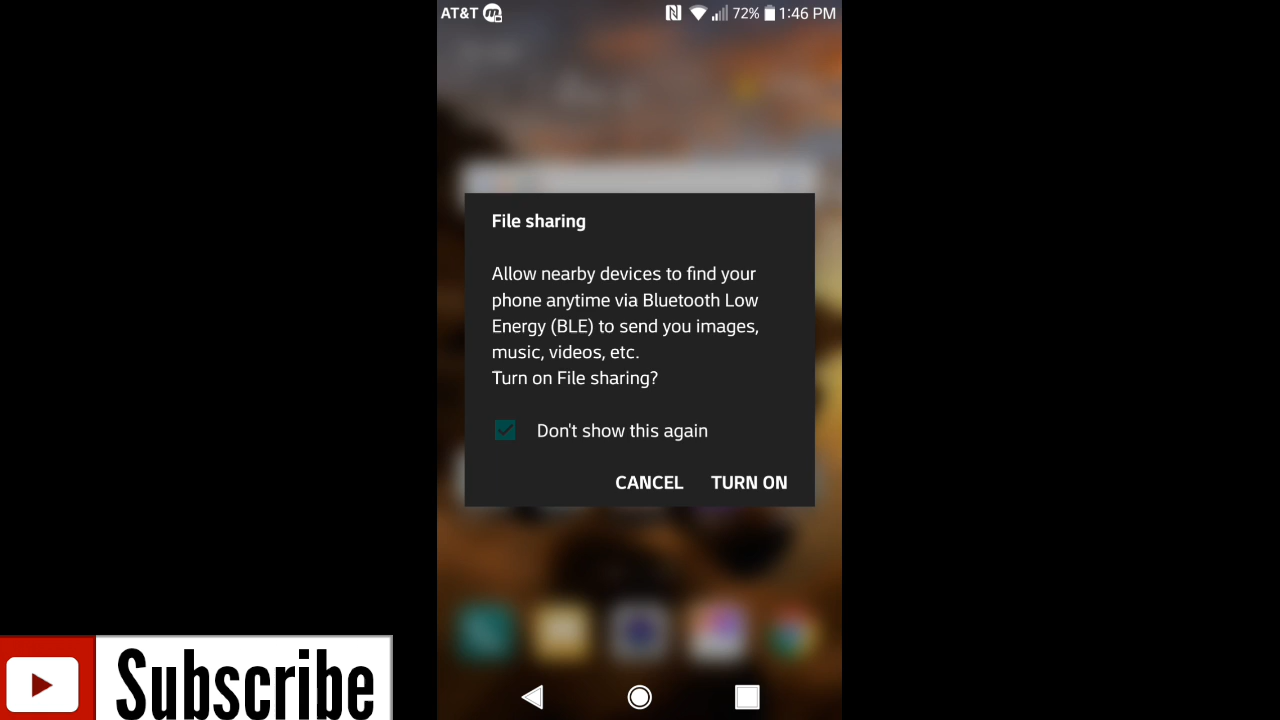 AT&T 72% 1:46 PM
File sharing
Allow nearby devices to find your
phone anytime via Bluetooth Low
Energy (BLE) to send you images,
music, videos, etc.
Turn on File sharing?
Don't show this again
CANCEL TURN ON
Subscribe